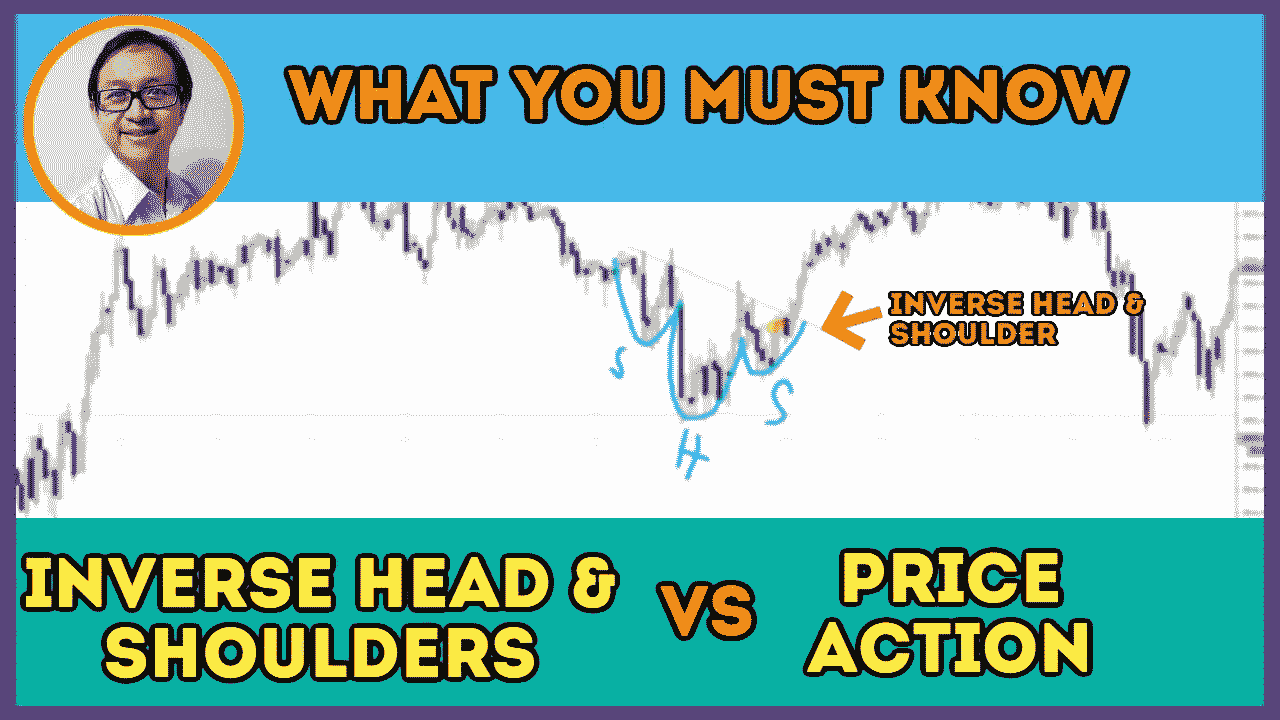 WHAT YOU MUST KNOW
INVERSE HEAD &
SHOULDER
S
H
S
INVERSE HEAD &
SHOULDERS
VS
PRICE
ACTION